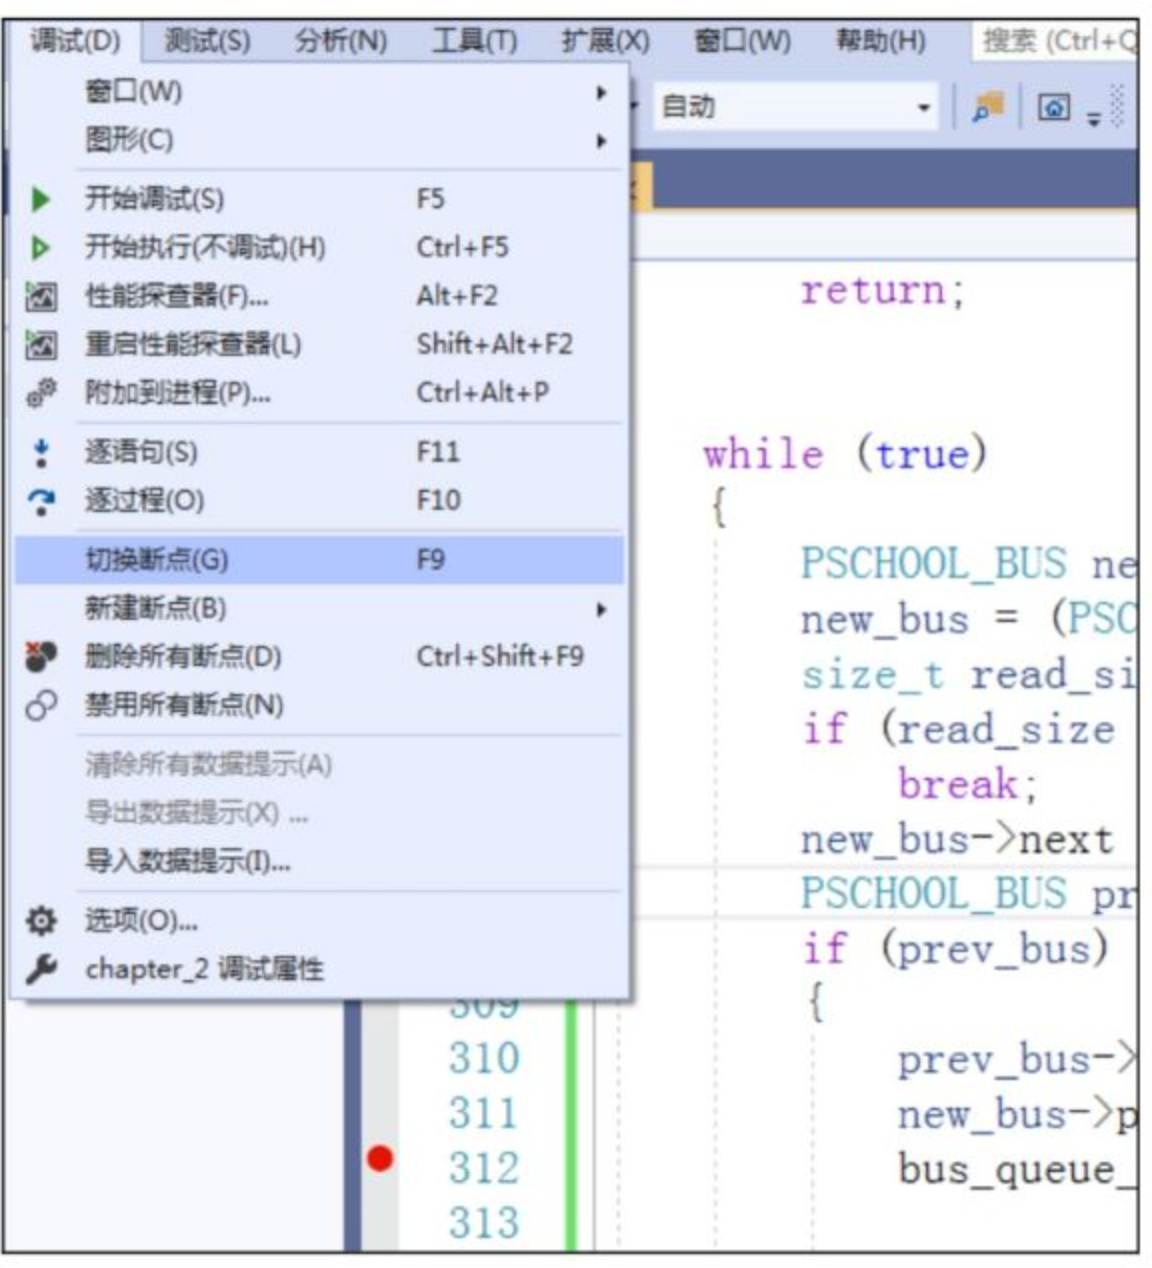 调试(D) 测试(S) 分析(N) 工具(T) 扩展(X) 窗口(W) 帮助(H) 搜索 (Ctrl+Q
窗口(W)
自动
图形(C)
开始调试(S) F5
开始执行(不调试)(H) Ctrl+F5
性能探查器(F)... Alt+F2
重启性能探查器(L) Shift+Alt+F2
附加到进程(P)... Ctrl+Alt+P
逐语句(S) F11
逐过程(O) F10
切换断点(G) F9
新建断点(B)
删除所有断点(D) Ctrl+Shift+F9
禁用所有断点(N)
清除所有数据提示(A)
导出数据提示(X) ...
导入数据提示(I)...
选项(O)...
chapter_2 调试属性
return;
while (true)
{
PSCHOOL_BUS ne
new_bus = (PSC
size_t read_si
if (read_size
break;
new_bus->next
PSCHOOL_BUS pr
if (prev_bus)
309 {
310 prev_bus->
311 new_bus->p
312 bus_queue_
313